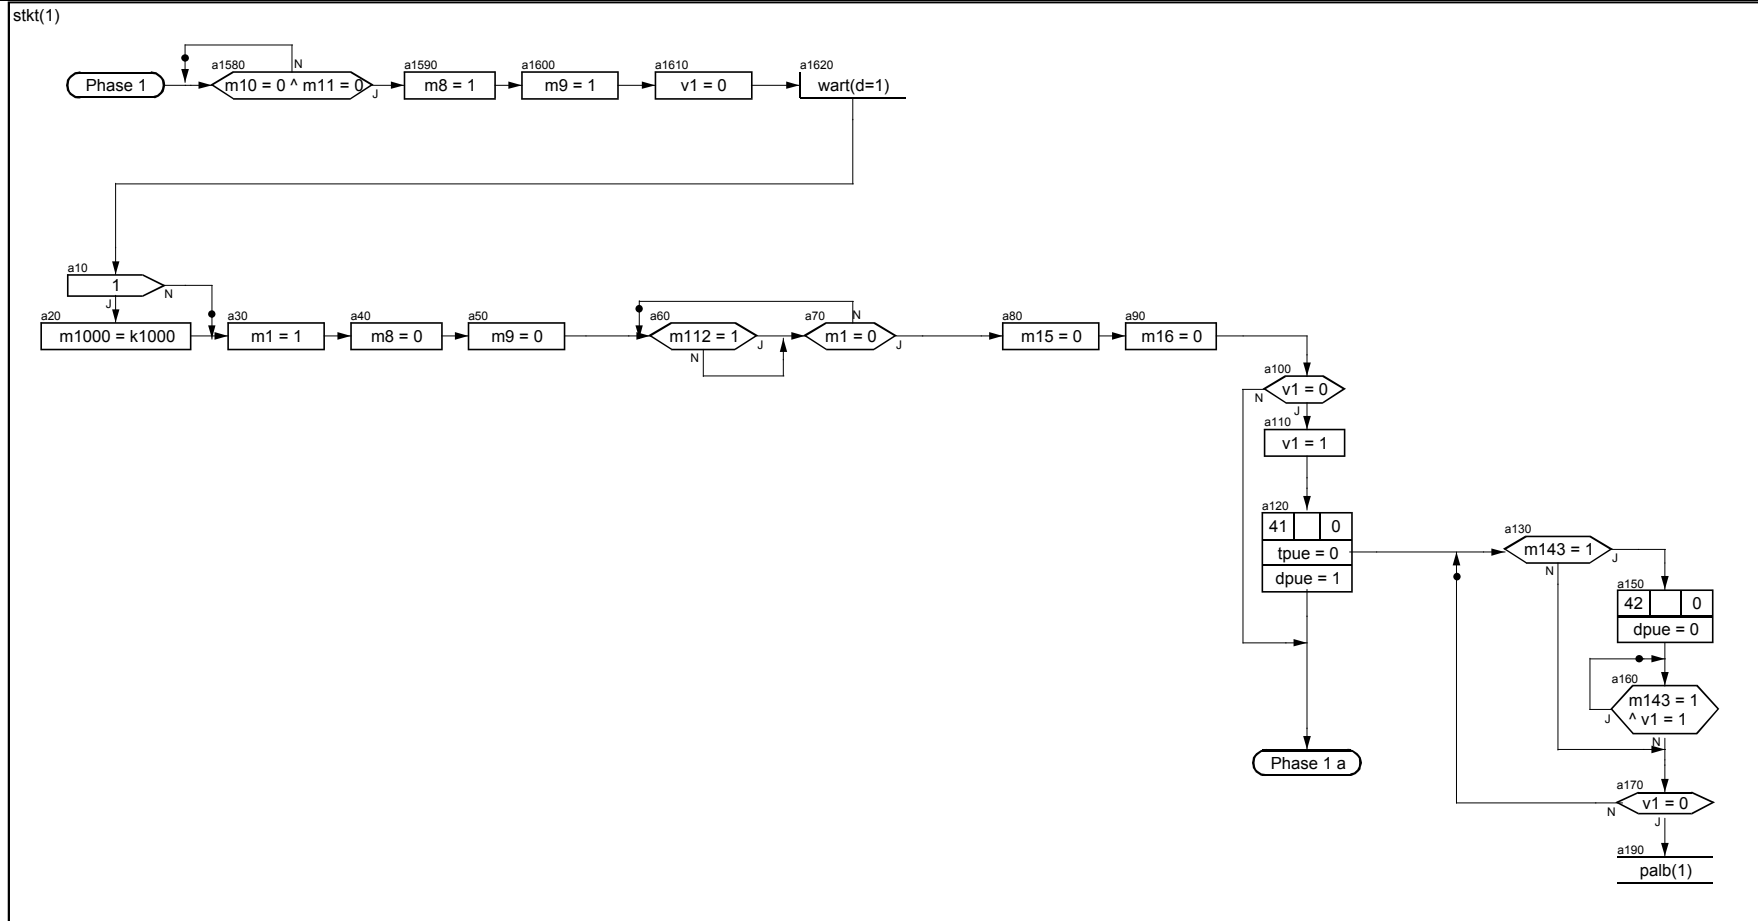 stkt(1)
Phase 1
a1580
N
m10 = 0 ^ m11 = 0
J
a1590
m8 = 1
a1600
m9 = 1
a1610
v1 = 0
a1620
wart(d=1)
a10
1
N
J
a20
m1000 = k1000
a30
m1 = 1
a40
m8 = 0
a50
m9 = 0
a60
m112 = 1
J
N
a70
N
m1 = 0
J
a80
m15 = 0
a90
m16 = 0
a100
v1 = 0
N
J
a110
v1 = 1
a120
41 0
tpue = 0
dpue = 1
Phase 1 a
a130
m143 = 1
J
N
a150
42 0
dpue = 0
a160
m143 = 1
^ v1 = 1
J
N
a170
v1 = 0
N
J
a190
palb(1)